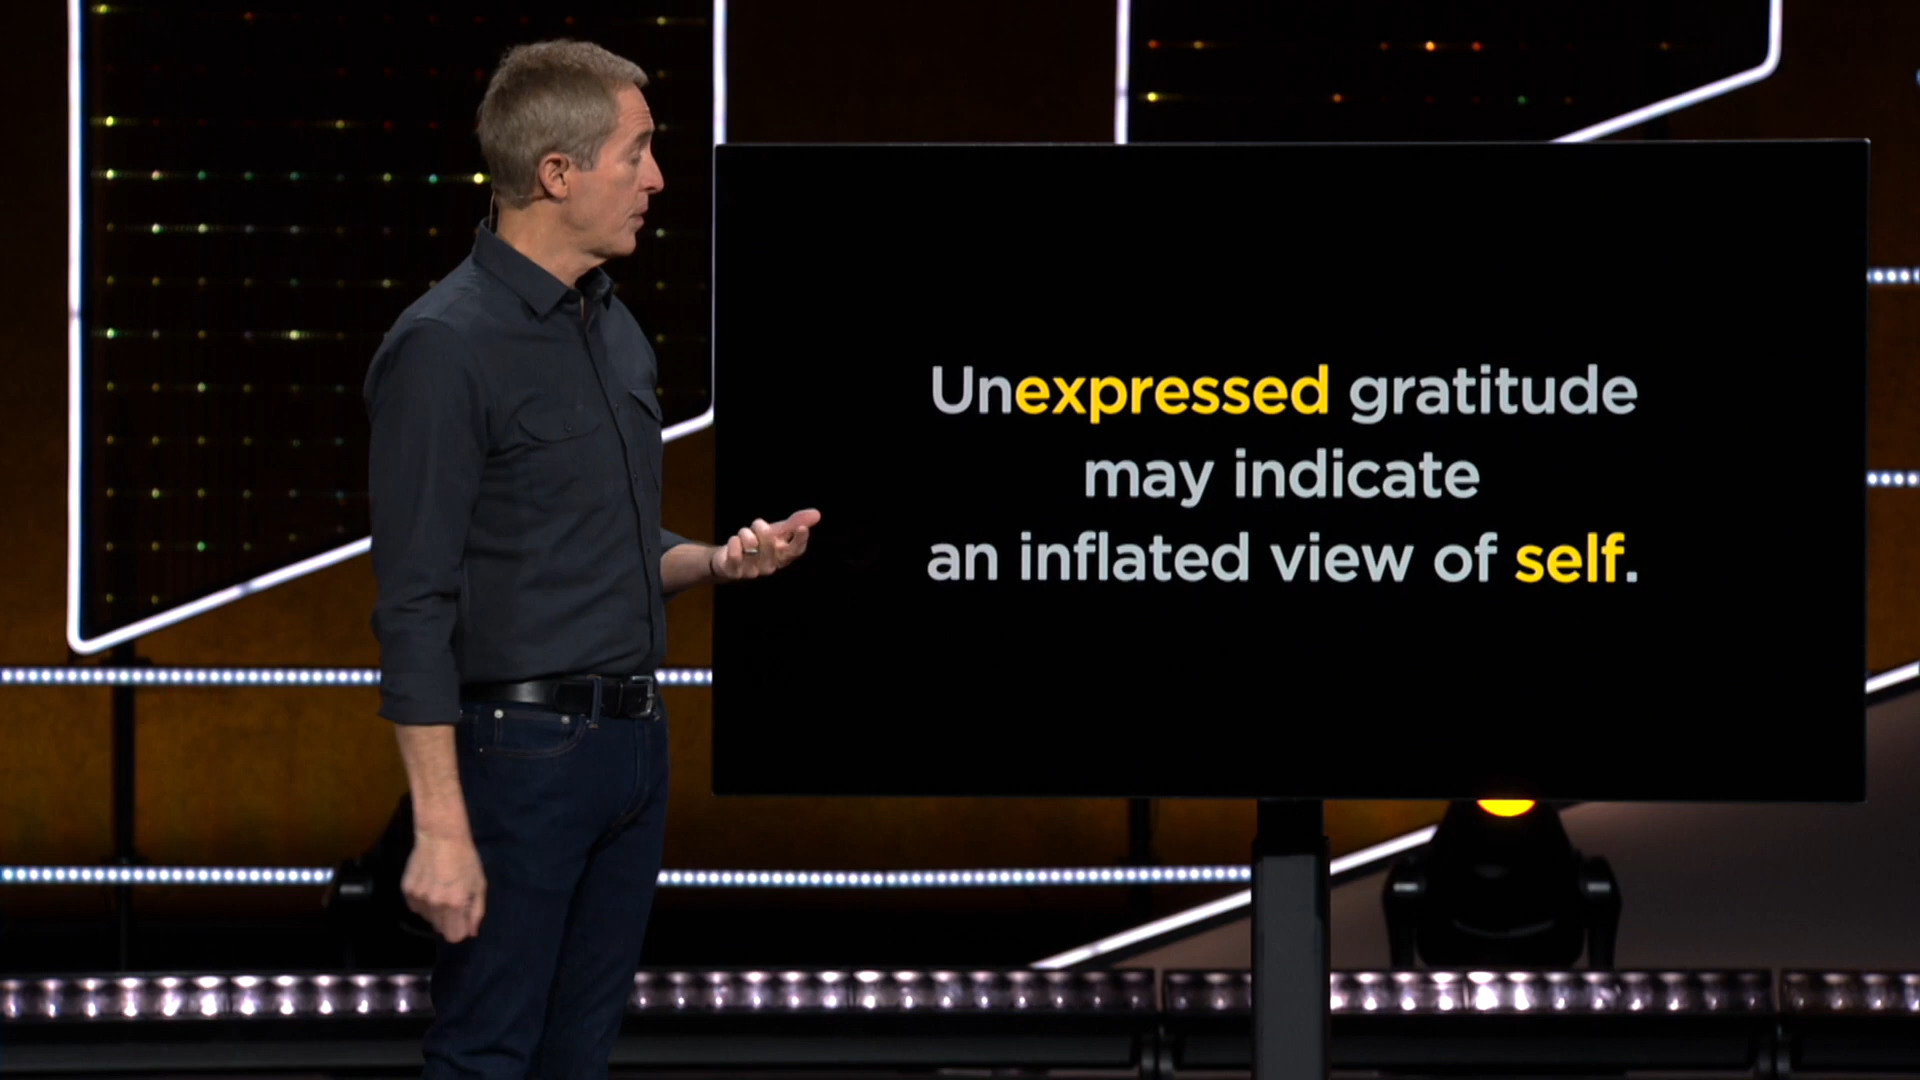 Unexpressed gratitude
may indicate
an inflated view of self.